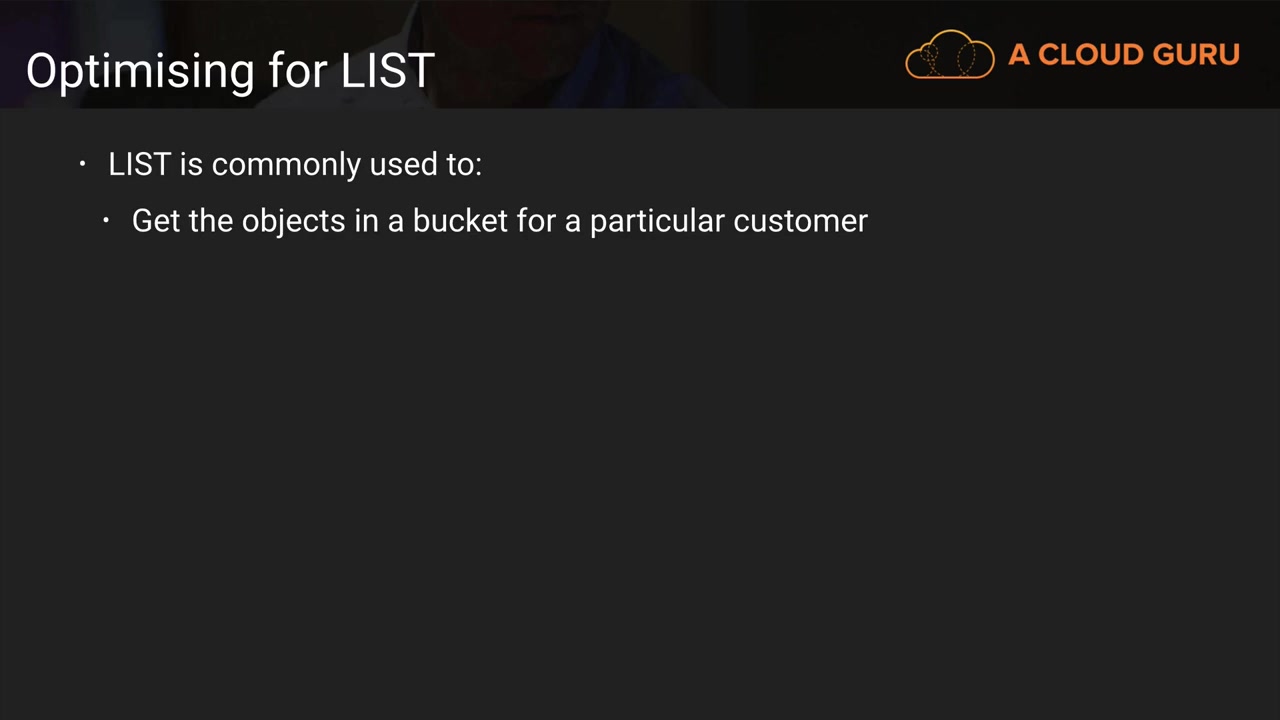 Optimising for LIST
A CLOUD GURU
• LIST is commonly used to:
• Get the objects in a bucket for a particular customer